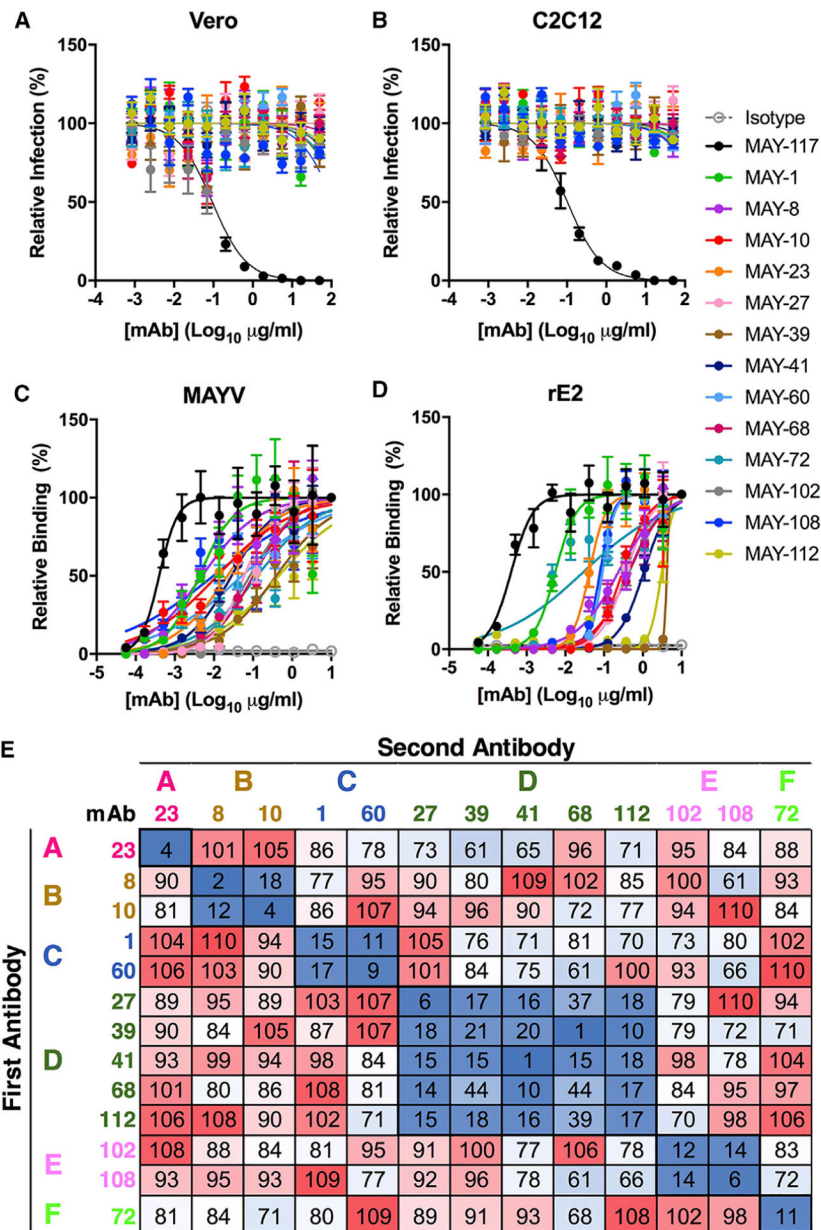 A
Vero
B
C2C12
Relative Infection (%)
150
100
50
0
-4 -3 -2 -1 0 1 2
[mAb] (Log10 μg/ml)
Relative Infection (%)
150
100
50
0
-4 -3 -2 -1 0 1 2
[mAb] (Log10 μg/ml)
Isotype
MAY-117
MAY-1
MAY-8
MAY-10
MAY-23
MAY-27
MAY-39
MAY-41
MAY-60
MAY-68
MAY-72
MAY-102
MAY-108
MAY-112
C
MAYV
D
rE2
Relative Binding (%)
150
100
50
0
-5 -4 -3 -2 -1 0 1
[mAb] (Log10 μg/ml)
Relative Binding (%)
150
100
50
0
-5 -4 -3 -2 -1 0 1
[mAb] (Log10 μg/ml)
E
Second Antibody
A B C D E F
mAb 23 8 10 1 60 27 39 41 68 112 102 108 72
First Antibody
A 23 4 101 105 86 78 73 61 65 96 71 95 84 88
B
8 90 2 18 77 95 90 80 109 102 85 100 61 93
10 81 12 4 86 107 94 96 90 72 77 94 110 84
C
1 104 110 94 15 11 105 76 71 81 70 73 80 102
60 106 103 90 17 9 101 84 75 61 100 93 66 110
D
27 89 95 89 103 107 6 17 16 37 18 79 110 94
39 90 84 105 87 107 18 21 20 1 10 79 72 71
41 93 99 94 98 84 15 15 1 15 18 98 78 104
68 101 80 86 108 81 14 44 10 44 17 84 95 97
112 106 108 90 102 71 15 18 16 39 17 70 98 106
E
102 108 88 84 81 95 91 100 77 106 78 12 14 83
108 93 95 93 109 77 92 96 78 61 66 14 6 72
F 72 81 84 71 80 109 89 91 93 68 108 102 98 11